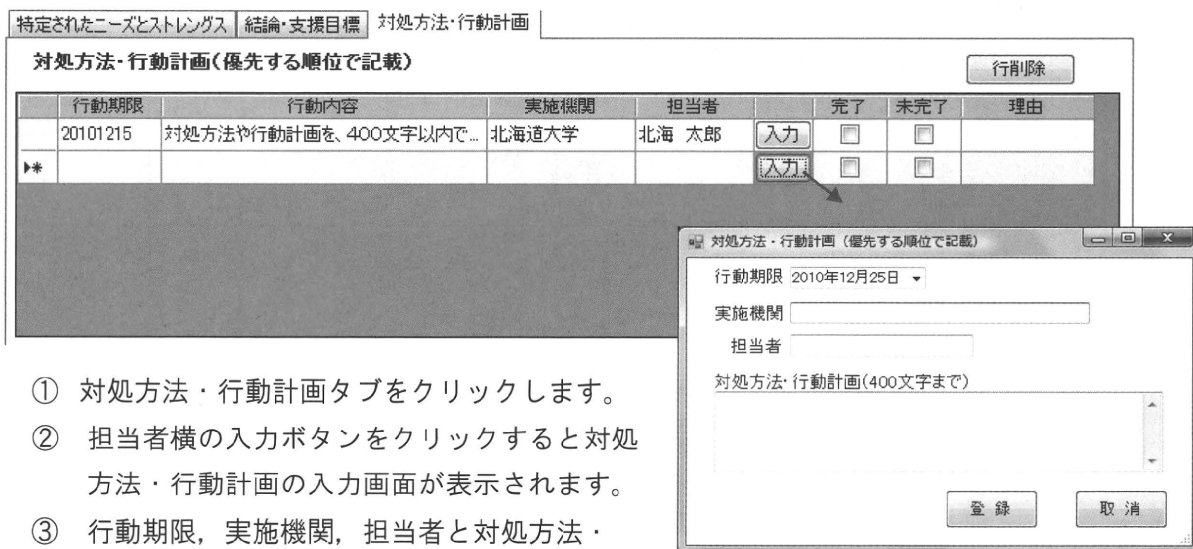 特定されたニーズとストレングス 結論・支援目標 対処方法・行動計画
対処方法・行動計画(優先する順位で記載)
行削除
行動期限 行動内容 実施機関 担当者 完了 未完了 理由
20101215 対処方法や行動計画を、400文字以内で... 北海道大学 北海 太郎 入力
入力
対処方法・行動計画（優先する順位で記載）
行動期限 2010年12月25日
実施機関
担当者
対処方法・行動計画(400文字まで)
登 録 取 消
① 対処方法・行動計画タブをクリックします。
② 担当者横の入力ボタンをクリックすると対処
方法・行動計画の入力画面が表示されます。
③ 行動期限，実施機関，担当者と対処方法・